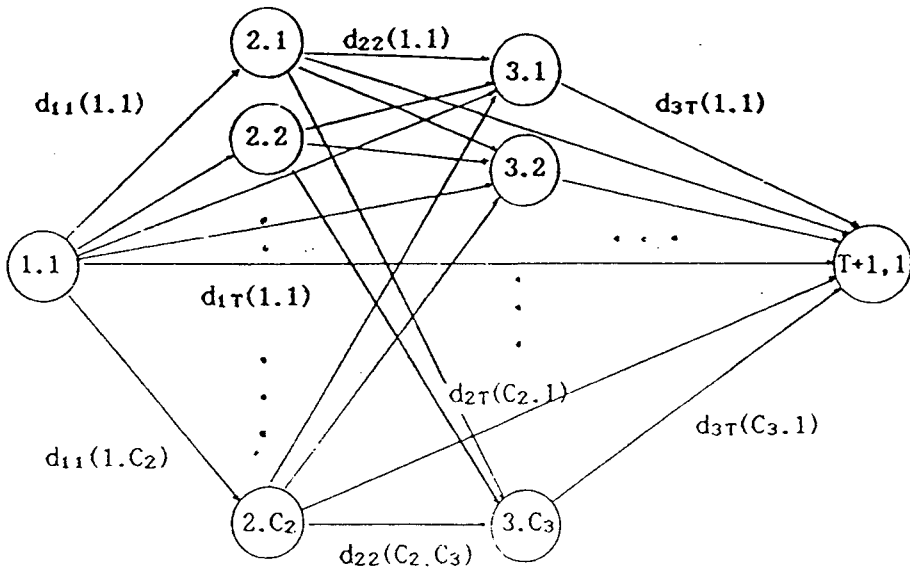 2.1
d22(1.1)
3.1
d11(1.1)
d3T(1.1)
2.2
3.2
1.1
T+1,1
d1T(1.1)
d2T(C2.1)
d3T(C3.1)
d11(1.C2)
2.C2
3.C3
d22(C2.C3)